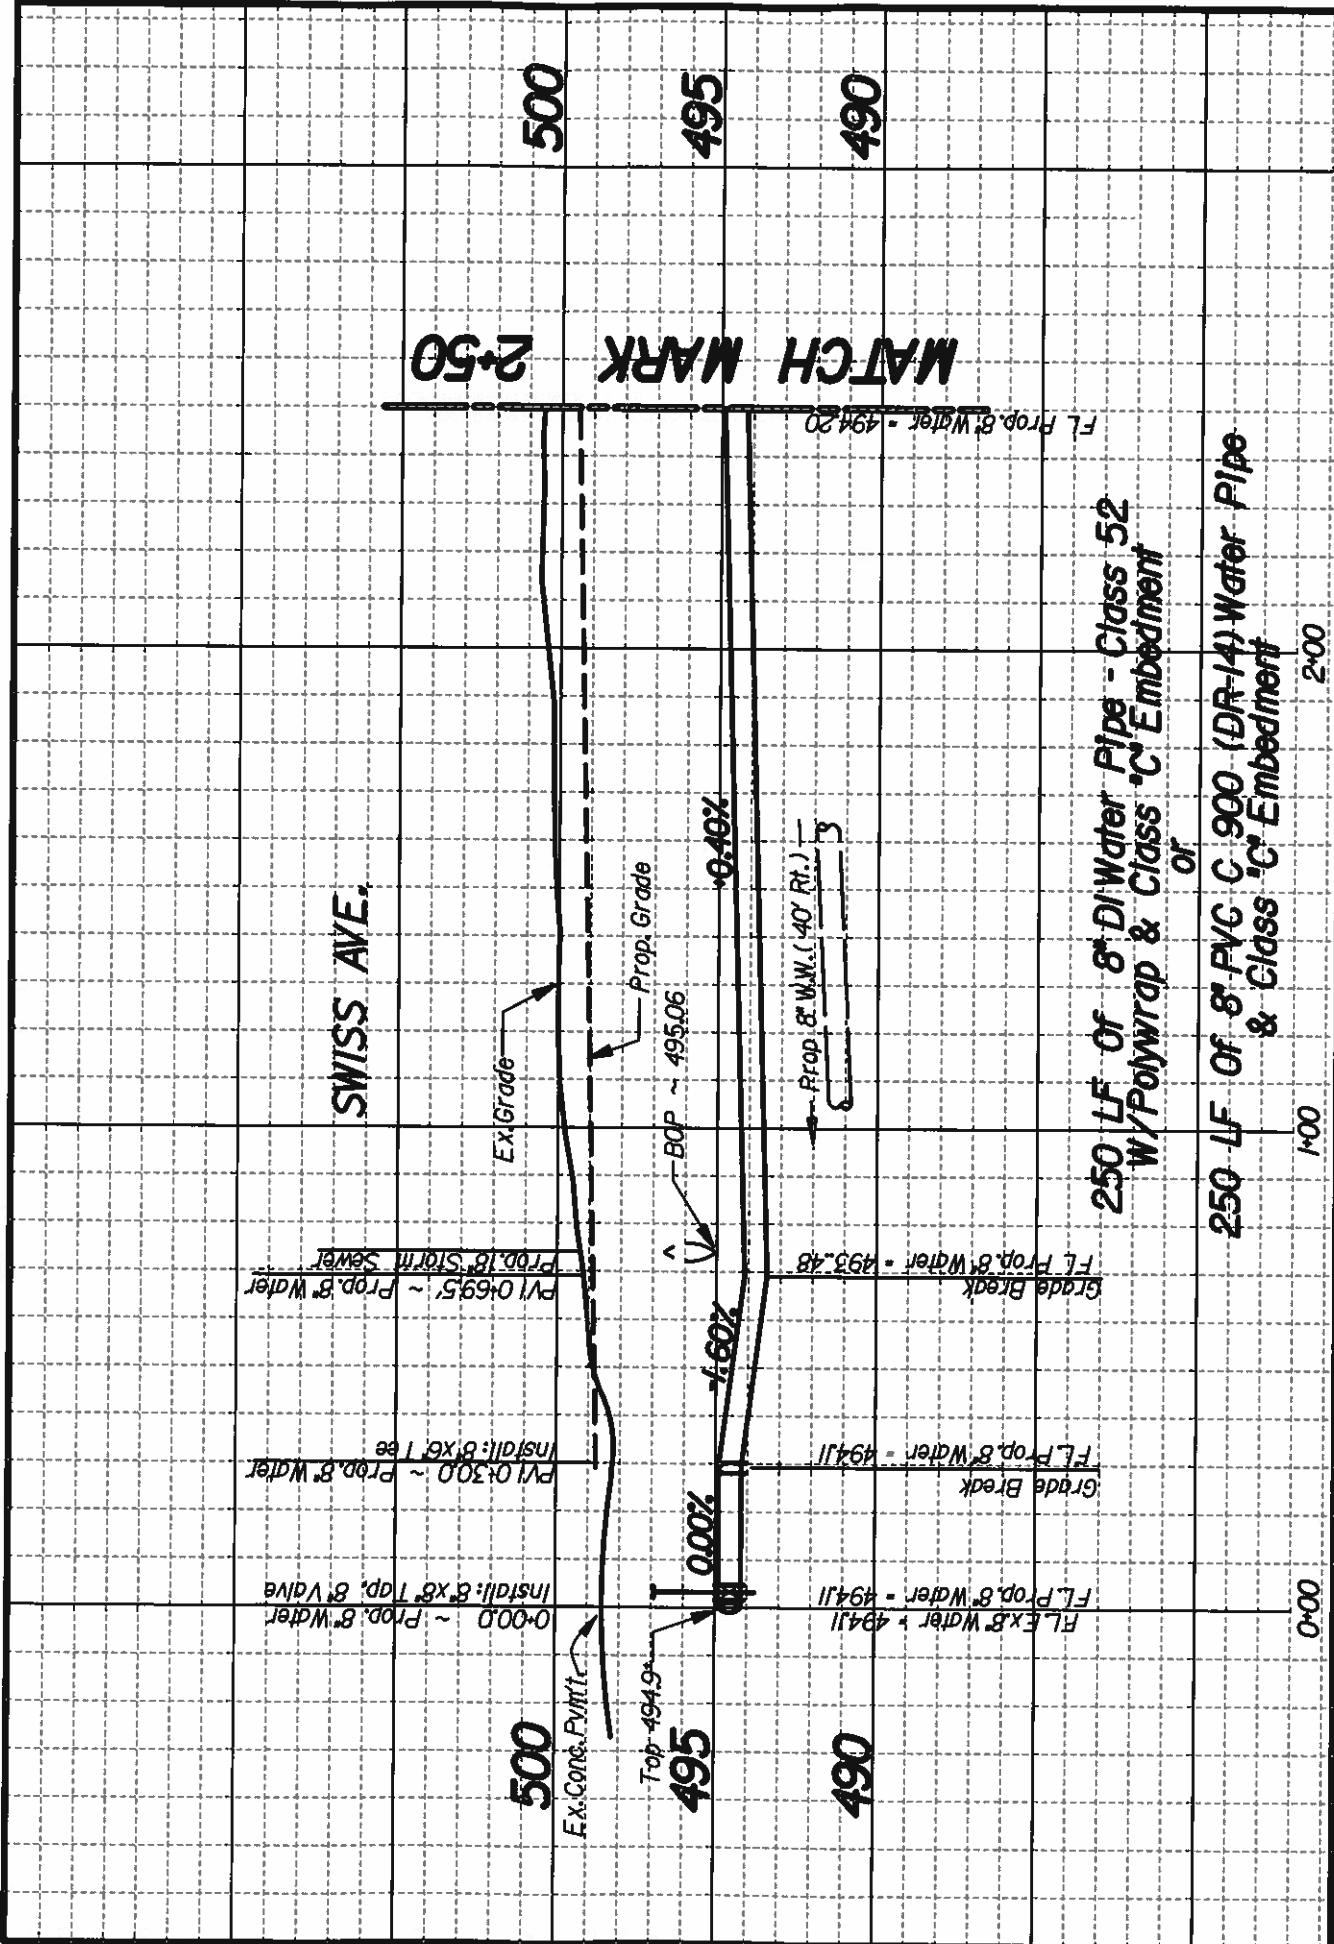 SWISS AVE.
0+00.0 ~ Prop. 8" Water
Install: 8"x8" Tap, 8" Valve
PVI 0+30.0 ~ Prop. 8" Water
Install: 8"x6" Tee
PVI 0+69.5' ~ Prop. 8" Water
Prop. 18" Storm Sewer
MATCH MARK 2+50
500
500
Ex. Conc. Pvm't.
Ex. Grade
Prop. Grade
Top 494.9±
BOP ~ 495.06
495
495
0.00%
-1.60%
+0.40%
Prop 8" W.W. (40' Rt.)
490
490
FL Ex 8" Water = 494.11
FL Prop. 8" Water = 494.11
Grade Break
FL Prop. 8" Water = 494.11
Grade Break
FL Prop. 8" Water = 493.48
FL Prop. 8" Water = 494.20
250 LF Of 8" DI Water Pipe - Class 52
W/Polywrap & Class "C" Embedment
or
250 LF Of 8" PVC C 900 (DR-14) Water Pipe
& Class "C" Embedment
0+00
1+00
2+00